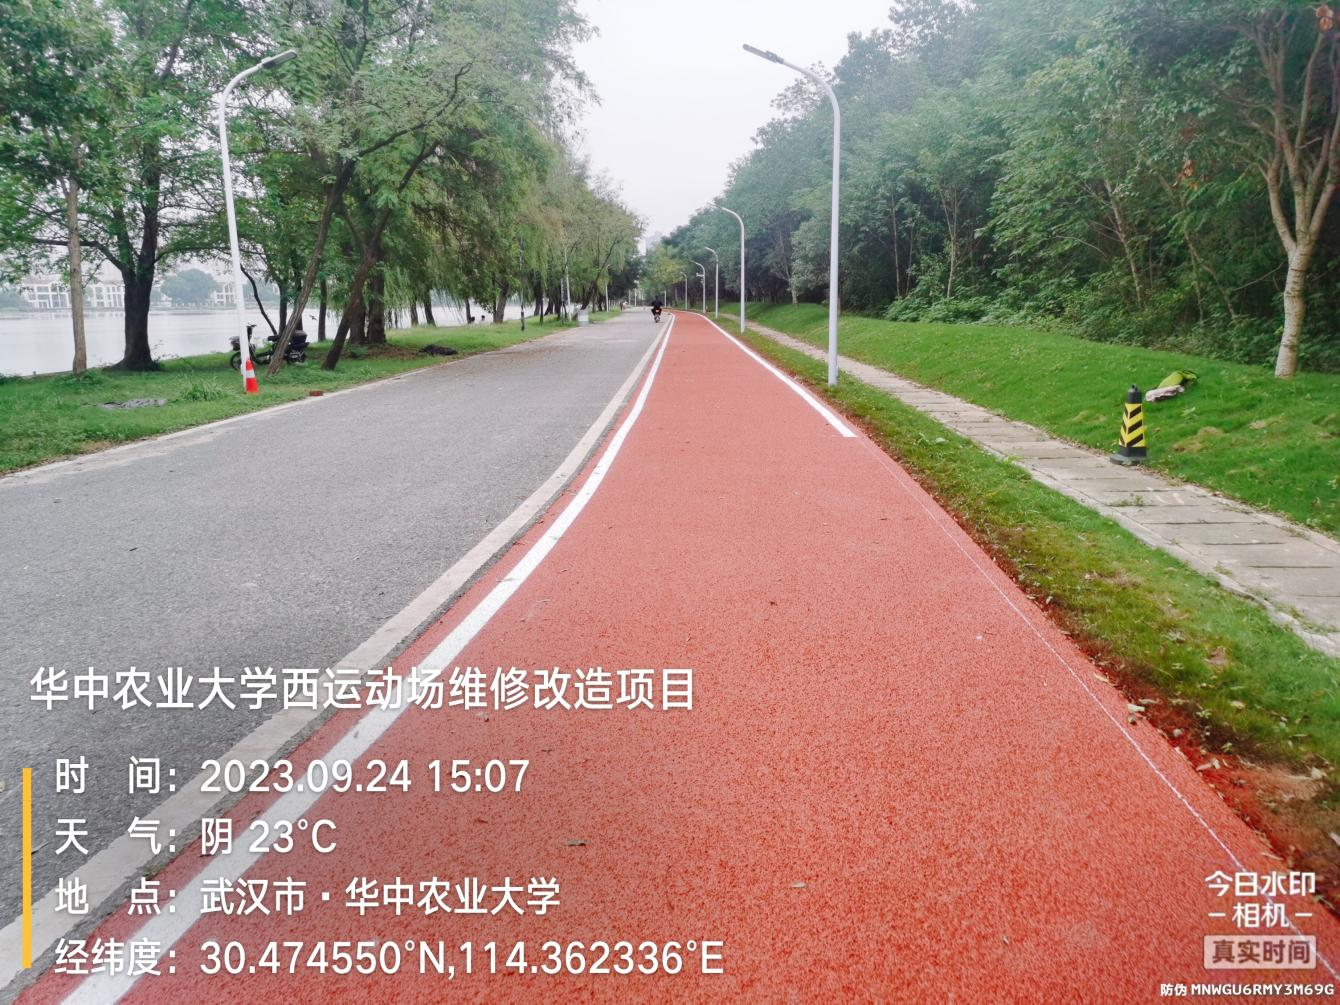 华中农业大学西运动场维修改造项目
时 间：2023.09.24 15:07
天 气：阴 23°C
地 点：武汉市·华中农业大学
经纬度：30.474550°N,114.362336°E
今日水印
-相机-
真实时间
防伪 MNWGU6RMY3M69G